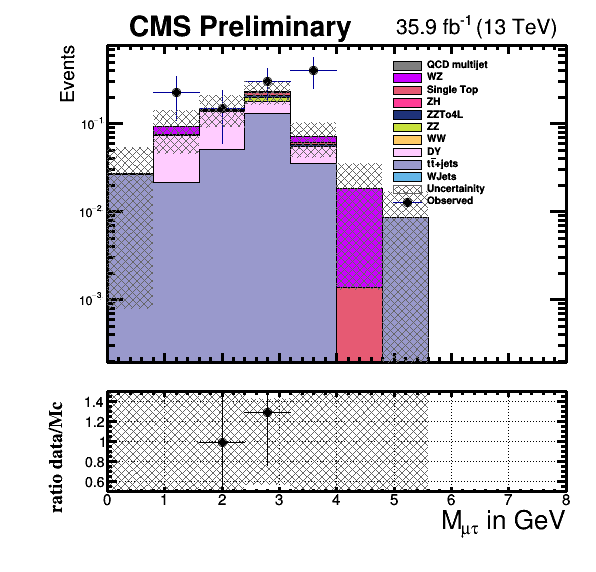 CMS Preliminary 35.9 fb⁻¹ (13 TeV)
Events
QCD multijet
WZ
Single Top
ZH
ZZTo4L
ZZ
WW
DY
tt̄+jets
WJets
Uncertainity
Observed
10⁻¹
10⁻²
10⁻³
ratio data/Mc
1.4
1.2
1
0.8
0.6
0 1 2 3 4 5 6 7 8
M_μτ in GeV